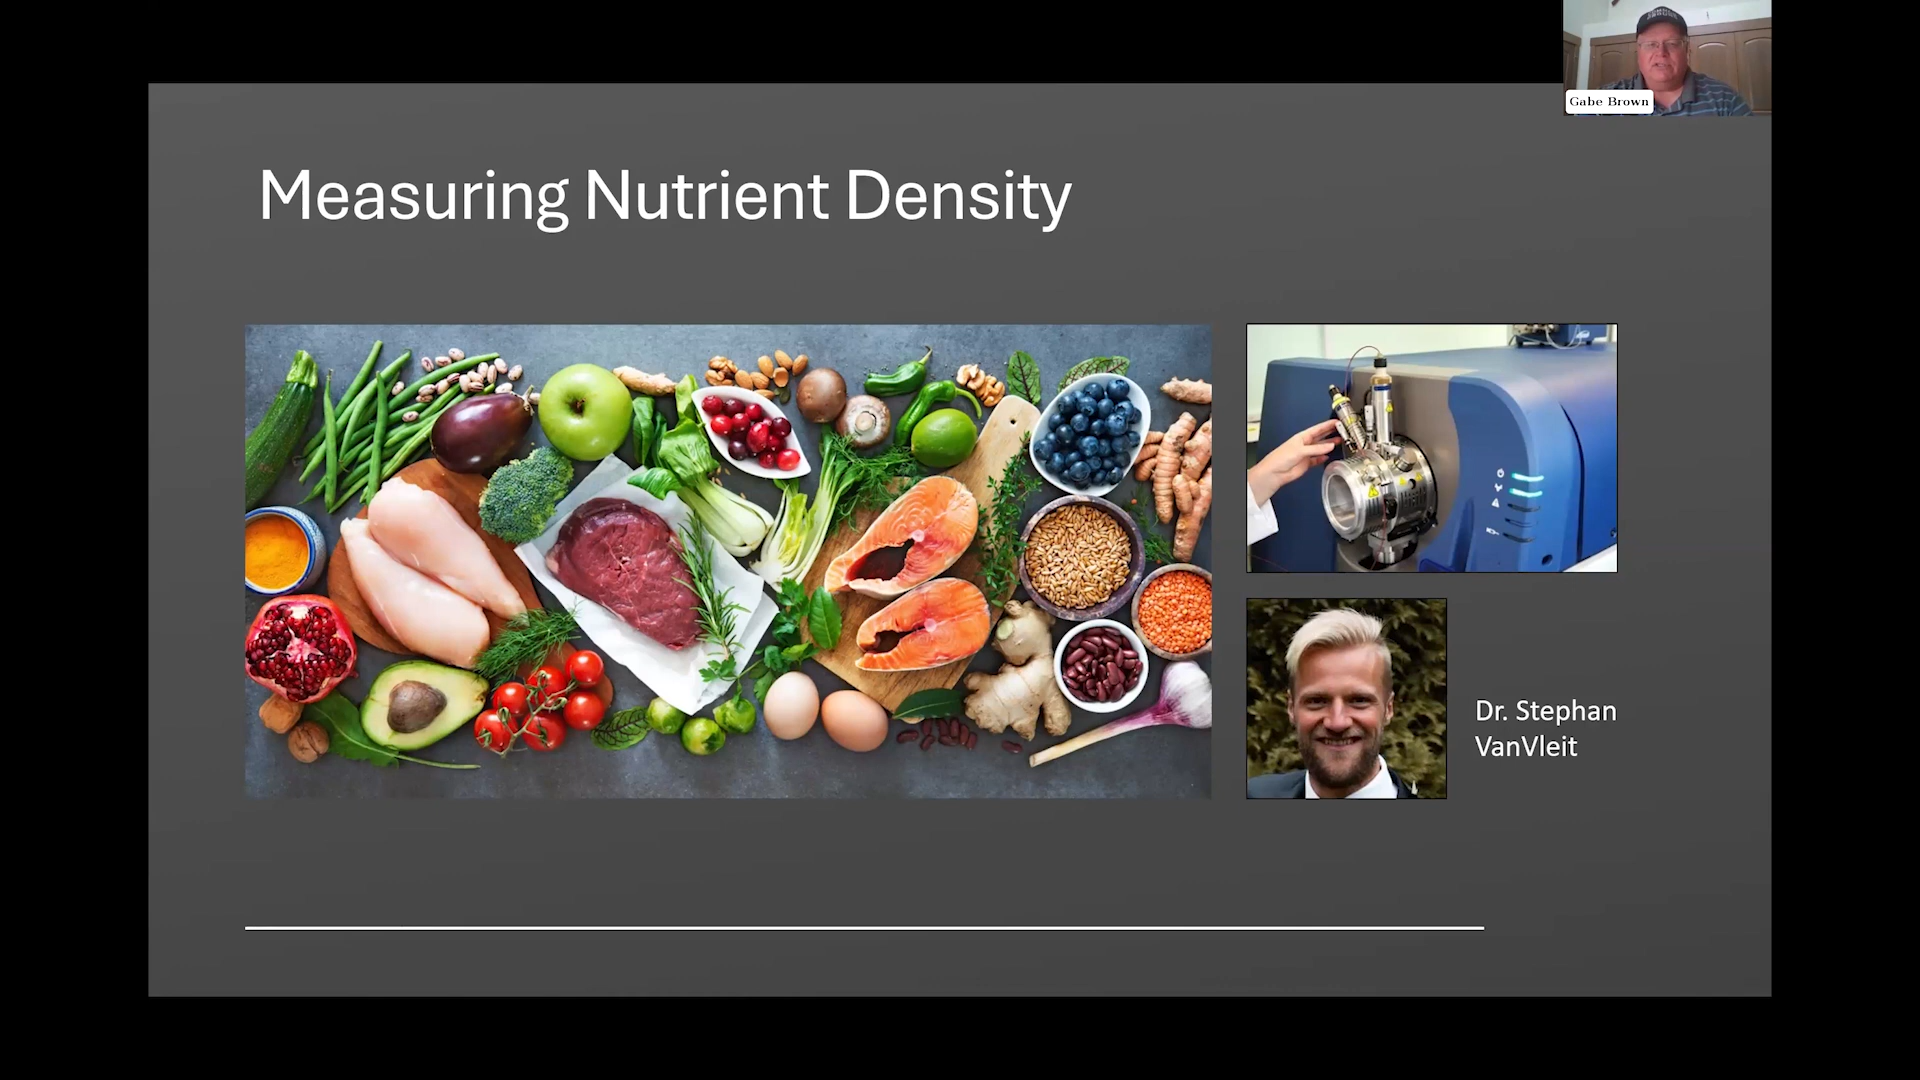 Gabe Brown
Measuring Nutrient Density
Dr. Stephan
VanVleit